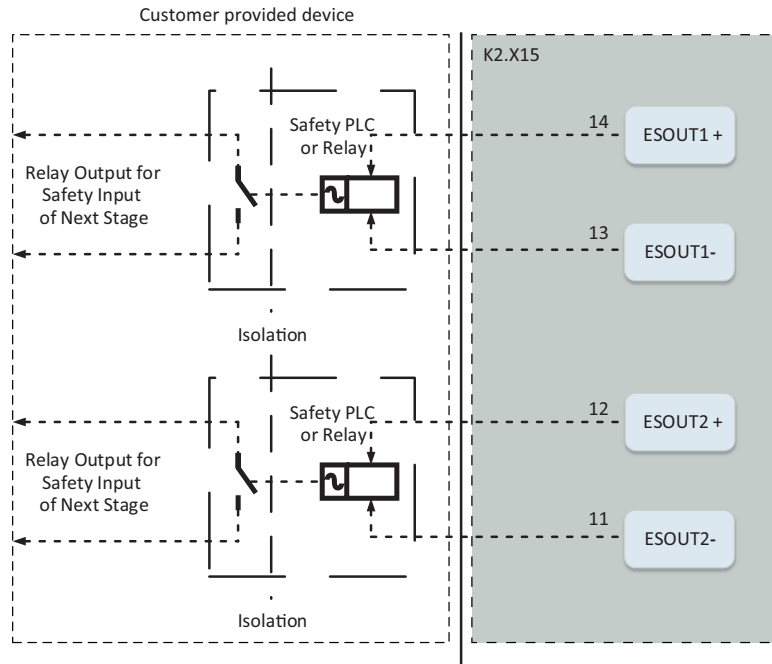 Customer provided device
K2.X15
Safety PLC
or Relay
14
ESOUT1 +
Relay Output for
Safety Input
of Next Stage
13
ESOUT1-
Isolation
Safety PLC
or Relay
12
ESOUT2 +
Relay Output for
Safety Input
of Next Stage
11
ESOUT2-
Isolation